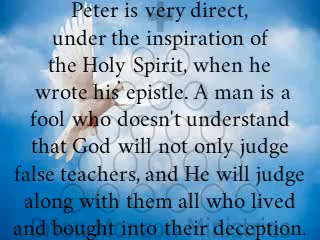 Peter is very direct,
under the inspiration of
the Holy Spirit, when he
wrote his epistle. A man is a
fool who doesn't understand
that God will not only judge
false teachers, and He will judge
along with them all who lived
and bought into their deception.